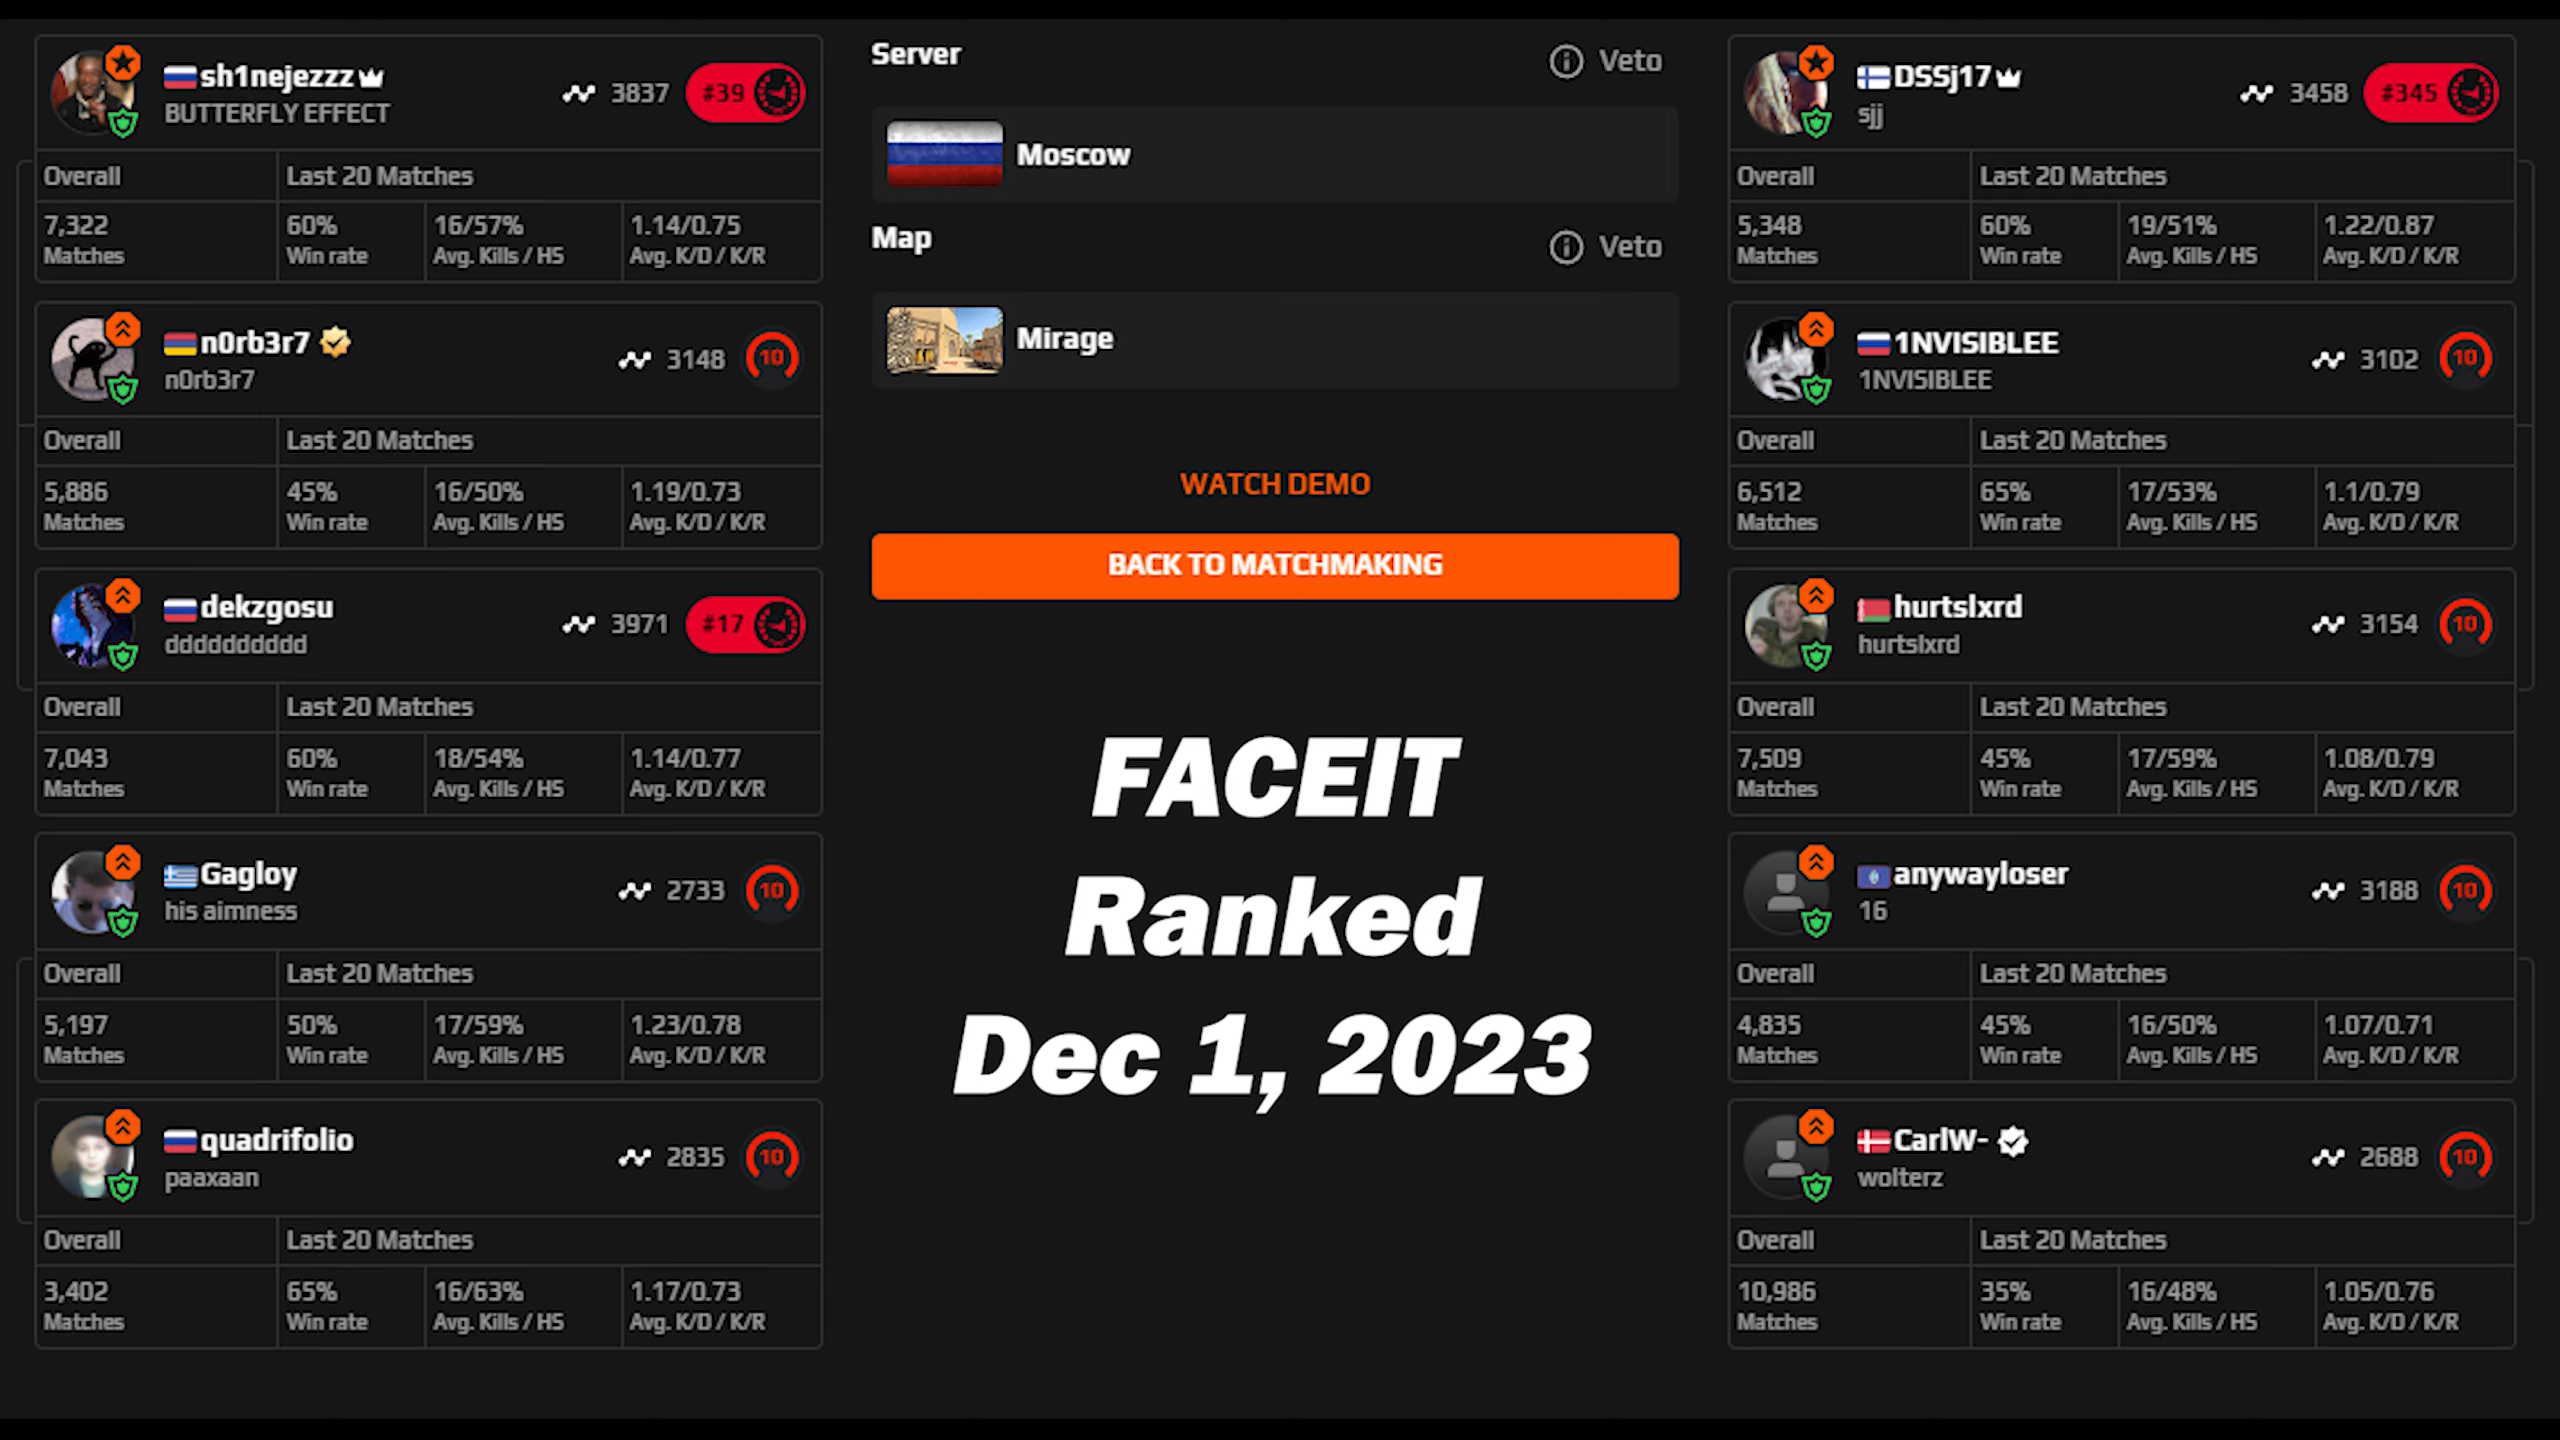 sh1nejezzz
BUTTERFLY EFFECT
3837
#39
Overall
Last 20 Matches
7,322
Matches
60%
Win rate
16/57%
Avg. Kills / HS
1.14/0.75
Avg. K/D / K/R
n0rb3r7
n0rb3r7
3148
10
Overall
Last 20 Matches
5,886
Matches
45%
Win rate
16/50%
Avg. Kills / HS
1.19/0.73
Avg. K/D / K/R
dekzgosu
dddddddddd
3971
#17
Overall
Last 20 Matches
7,043
Matches
60%
Win rate
18/54%
Avg. Kills / HS
1.14/0.77
Avg. K/D / K/R
Gagloy
his aimness
2733
10
Overall
Last 20 Matches
5,197
Matches
50%
Win rate
17/59%
Avg. Kills / HS
1.23/0.78
Avg. K/D / K/R
quadrifolio
paaxaan
2835
10
Overall
Last 20 Matches
3,402
Matches
65%
Win rate
16/63%
Avg. Kills / HS
1.17/0.73
Avg. K/D / K/R
Server
Veto
Moscow
Map
Veto
Mirage
WATCH DEMO
BACK TO MATCHMAKING
FACEIT
Ranked
Dec 1, 2023
DSSj17
sjj
3458
#345
Overall
Last 20 Matches
5,348
Matches
60%
Win rate
19/51%
Avg. Kills / HS
1.22/0.87
Avg. K/D / K/R
1NVISIBLEE
1NVISIBLEE
3102
10
Overall
Last 20 Matches
6,512
Matches
65%
Win rate
17/53%
Avg. Kills / HS
1.1/0.79
Avg. K/D / K/R
hurtslxrd
hurtslxrd
3154
10
Overall
Last 20 Matches
7,509
Matches
45%
Win rate
17/59%
Avg. Kills / HS
1.08/0.79
Avg. K/D / K/R
anywayloser
16
3188
10
Overall
Last 20 Matches
4,835
Matches
45%
Win rate
16/50%
Avg. Kills / HS
1.07/0.71
Avg. K/D / K/R
CarlW-
wolterz
2688
10
Overall
Last 20 Matches
10,986
Matches
35%
Win rate
16/48%
Avg. Kills / HS
1.05/0.76
Avg. K/D / K/R